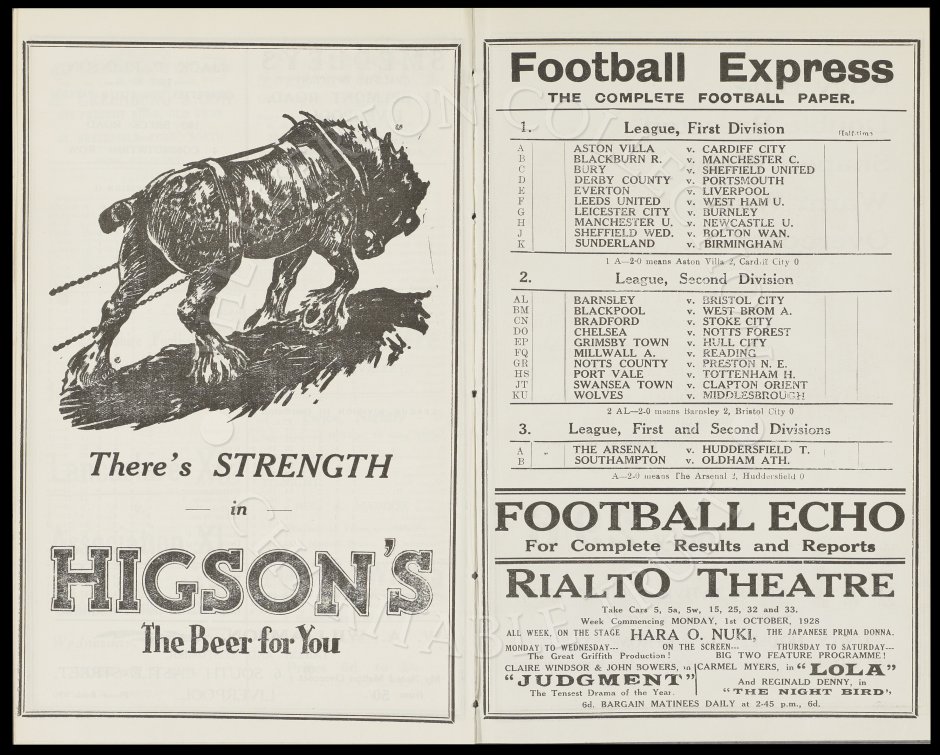 There's STRENGTH
— in —
HIGSON'S
The Beer for You
Football Express
THE COMPLETE FOOTBALL PAPER.
1. League, First Division Half-time
A ASTON VILLA v. CARDIFF CITY
B BLACKBURN R. v. MANCHESTER C.
C BURY v. SHEFFIELD UNITED
D DERBY COUNTY v. PORTSMOUTH
E EVERTON v. LIVERPOOL
F LEEDS UNITED v. WEST HAM U.
G LEICESTER CITY v. BURNLEY
H MANCHESTER U. v. NEWCASTLE U.
J SHEFFIELD WED. v. BOLTON WAN.
K SUNDERLAND v. BIRMINGHAM
1 A—2-0 means Aston Villa 2, Cardiff City 0
2. League, Second Division
AL BARNSLEY v. BRISTOL CITY
BM BLACKPOOL v. WEST BROM A.
CN BRADFORD v. STOKE CITY
DO CHELSEA v. NOTTS FOREST
EP GRIMSBY TOWN v. HULL CITY
FQ MILLWALL A. v. READING
GR NOTTS COUNTY v. PRESTON N. E.
HS PORT VALE v. TOTTENHAM H.
JT SWANSEA TOWN v. CLAPTON ORIENT
KU WOLVES v. MIDDLESBROUGH
2 AL—2-0 means Barnsley 2, Bristol City 0
3. League, First and Second Divisions
A THE ARSENAL v. HUDDERSFIELD T.
B SOUTHAMPTON v. OLDHAM ATH.
A—2-0 means The Arsenal 2, Huddersfield 0
FOOTBALL ECHO
For Complete Results and Reports
RIALTO THEATRE
Take Cars 5, 5a, 5w, 15, 25, 32 and 33.
Week Commencing MONDAY, 1st OCTOBER, 1928
ALL WEEK, ON THE STAGE HARA O. NUKI, THE JAPANESE PRIMA DONNA.
MONDAY TO WEDNESDAY--- ON THE SCREEN--- THURSDAY TO SATURDAY---
The Great Griffith Production! BIG TWO FEATURE PROGRAMME!
CLAIRE WINDSOR & JOHN BOWERS, in CARMEL MYERS, in "LOLA"
"JUDGMENT" And REGINALD DENNY, in
The Tensest Drama of the Year. "THE NIGHT BIRD",
6d. BARGAIN MATINEES DAILY at 2-45 p.m., 6d.